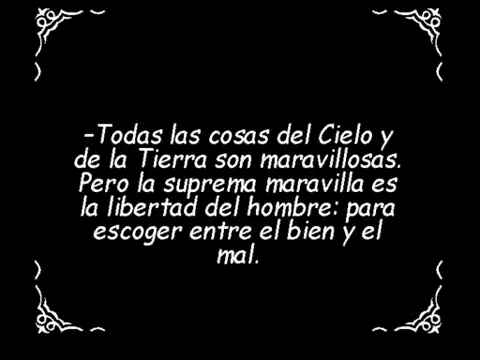 -Todas las cosas del Cielo y
de la Tierra son maravillosas.
Pero la suprema maravilla es
la libertad del hombre: para
escoger entre el bien y el
mal.